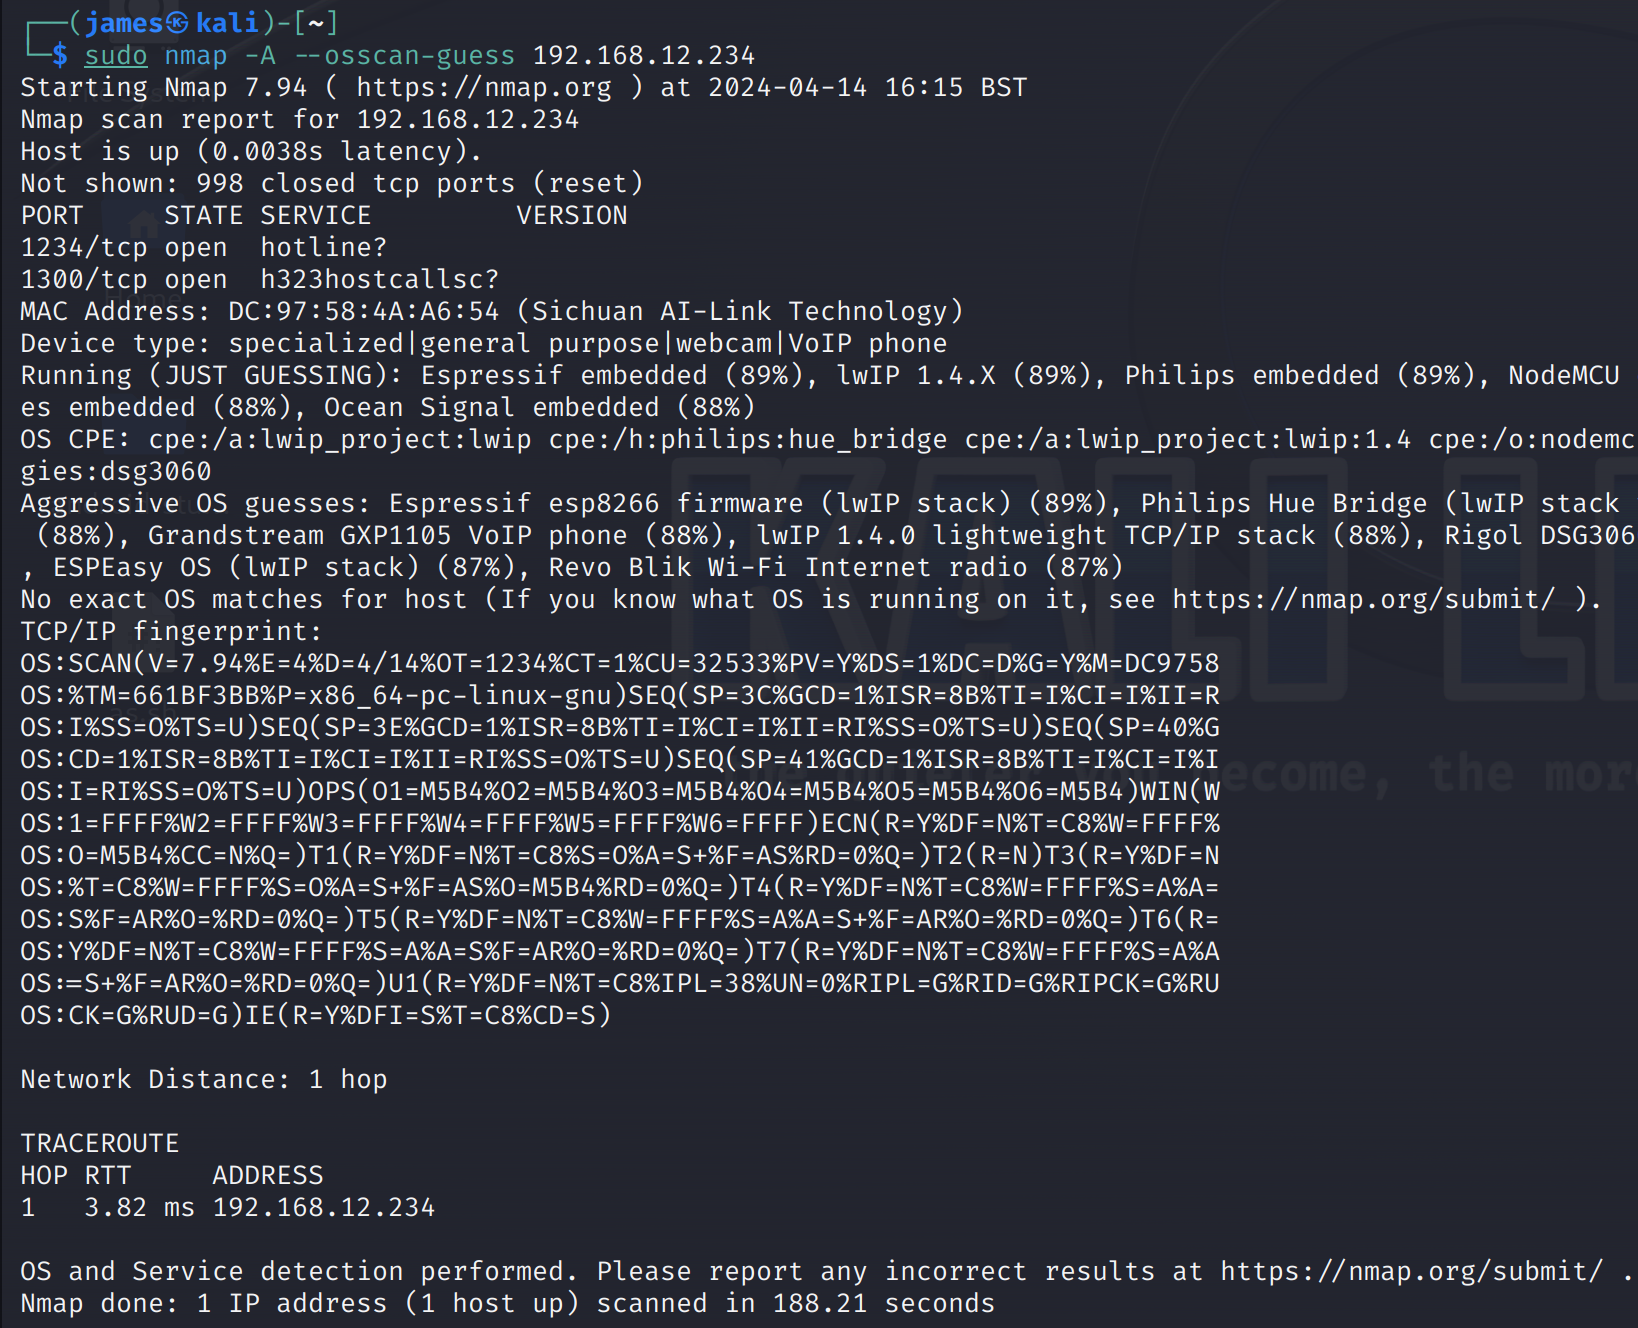 ┌──(james㉿kali)-[~]
└─$ sudo nmap -A --osscan-guess 192.168.12.234
Starting Nmap 7.94 ( https://nmap.org ) at 2024-04-14 16:15 BST
Nmap scan report for 192.168.12.234
Host is up (0.0038s latency).
Not shown: 998 closed tcp ports (reset)
PORT     STATE SERVICE         VERSION
1234/tcp open  hotline?
1300/tcp open  h323hostcallsc?
MAC Address: DC:97:58:4A:A6:54 (Sichuan AI-Link Technology)
Device type: specialized|general purpose|webcam|VoIP phone
Running (JUST GUESSING): Espressif embedded (89%), lwIP 1.4.X (89%), Philips embedded (89%), NodeMCU
es embedded (88%), Ocean Signal embedded (88%)
OS CPE: cpe:/a:lwip_project:lwip cpe:/h:philips:hue_bridge cpe:/a:lwip_project:lwip:1.4 cpe:/o:nodemc
gies:dsg3060
Aggressive OS guesses: Espressif esp8266 firmware (lwIP stack) (89%), Philips Hue Bridge (lwIP stack
 (88%), Grandstream GXP1105 VoIP phone (88%), lwIP 1.4.0 lightweight TCP/IP stack (88%), Rigol DSG306
, ESPEasy OS (lwIP stack) (87%), Revo Blik Wi-Fi Internet radio (87%)
No exact OS matches for host (If you know what OS is running on it, see https://nmap.org/submit/ ).
TCP/IP fingerprint:
OS:SCAN(V=7.94%E=4%D=4/14%OT=1234%CT=1%CU=32533%PV=Y%DS=1%DC=D%G=Y%M=DC9758
OS:%TM=661BF3BB%P=x86_64-pc-linux-gnu)SEQ(SP=3C%GCD=1%ISR=8B%TI=I%CI=I%II=R
OS:I%SS=O%TS=U)SEQ(SP=3E%GCD=1%ISR=8B%TI=I%CI=I%II=RI%SS=O%TS=U)SEQ(SP=40%G
OS:CD=1%ISR=8B%TI=I%CI=I%II=RI%SS=O%TS=U)SEQ(SP=41%GCD=1%ISR=8B%TI=I%CI=I%I
OS:I=RI%SS=O%TS=U)OPS(O1=M5B4%O2=M5B4%O3=M5B4%O4=M5B4%O5=M5B4%O6=M5B4)WIN(W
OS:1=FFFF%W2=FFFF%W3=FFFF%W4=FFFF%W5=FFFF%W6=FFFF)ECN(R=Y%DF=N%T=C8%W=FFFF%
OS:O=M5B4%CC=N%Q=)T1(R=Y%DF=N%T=C8%S=O%A=S+%F=AS%RD=0%Q=)T2(R=N)T3(R=Y%DF=N
OS:%T=C8%W=FFFF%S=O%A=S+%F=AS%O=M5B4%RD=0%Q=)T4(R=Y%DF=N%T=C8%W=FFFF%S=A%A=
OS:S%F=AR%O=%RD=0%Q=)T5(R=Y%DF=N%T=C8%W=FFFF%S=A%A=S+%F=AR%O=%RD=0%Q=)T6(R=
OS:Y%DF=N%T=C8%W=FFFF%S=A%A=S%F=AR%O=%RD=0%Q=)T7(R=Y%DF=N%T=C8%W=FFFF%S=A%A
OS:=S+%F=AR%O=%RD=0%Q=)U1(R=Y%DF=N%T=C8%IPL=38%UN=0%RIPL=G%RID=G%RIPCK=G%RU
OS:CK=G%RUD=G)IE(R=Y%DFI=S%T=C8%CD=S)
Network Distance: 1 hop
TRACEROUTE
HOP RTT     ADDRESS
1   3.82 ms 192.168.12.234
OS and Service detection performed. Please report any incorrect results at https://nmap.org/submit/ .
Nmap done: 1 IP address (1 host up) scanned in 188.21 seconds
Home
KALI LI
become, the mor